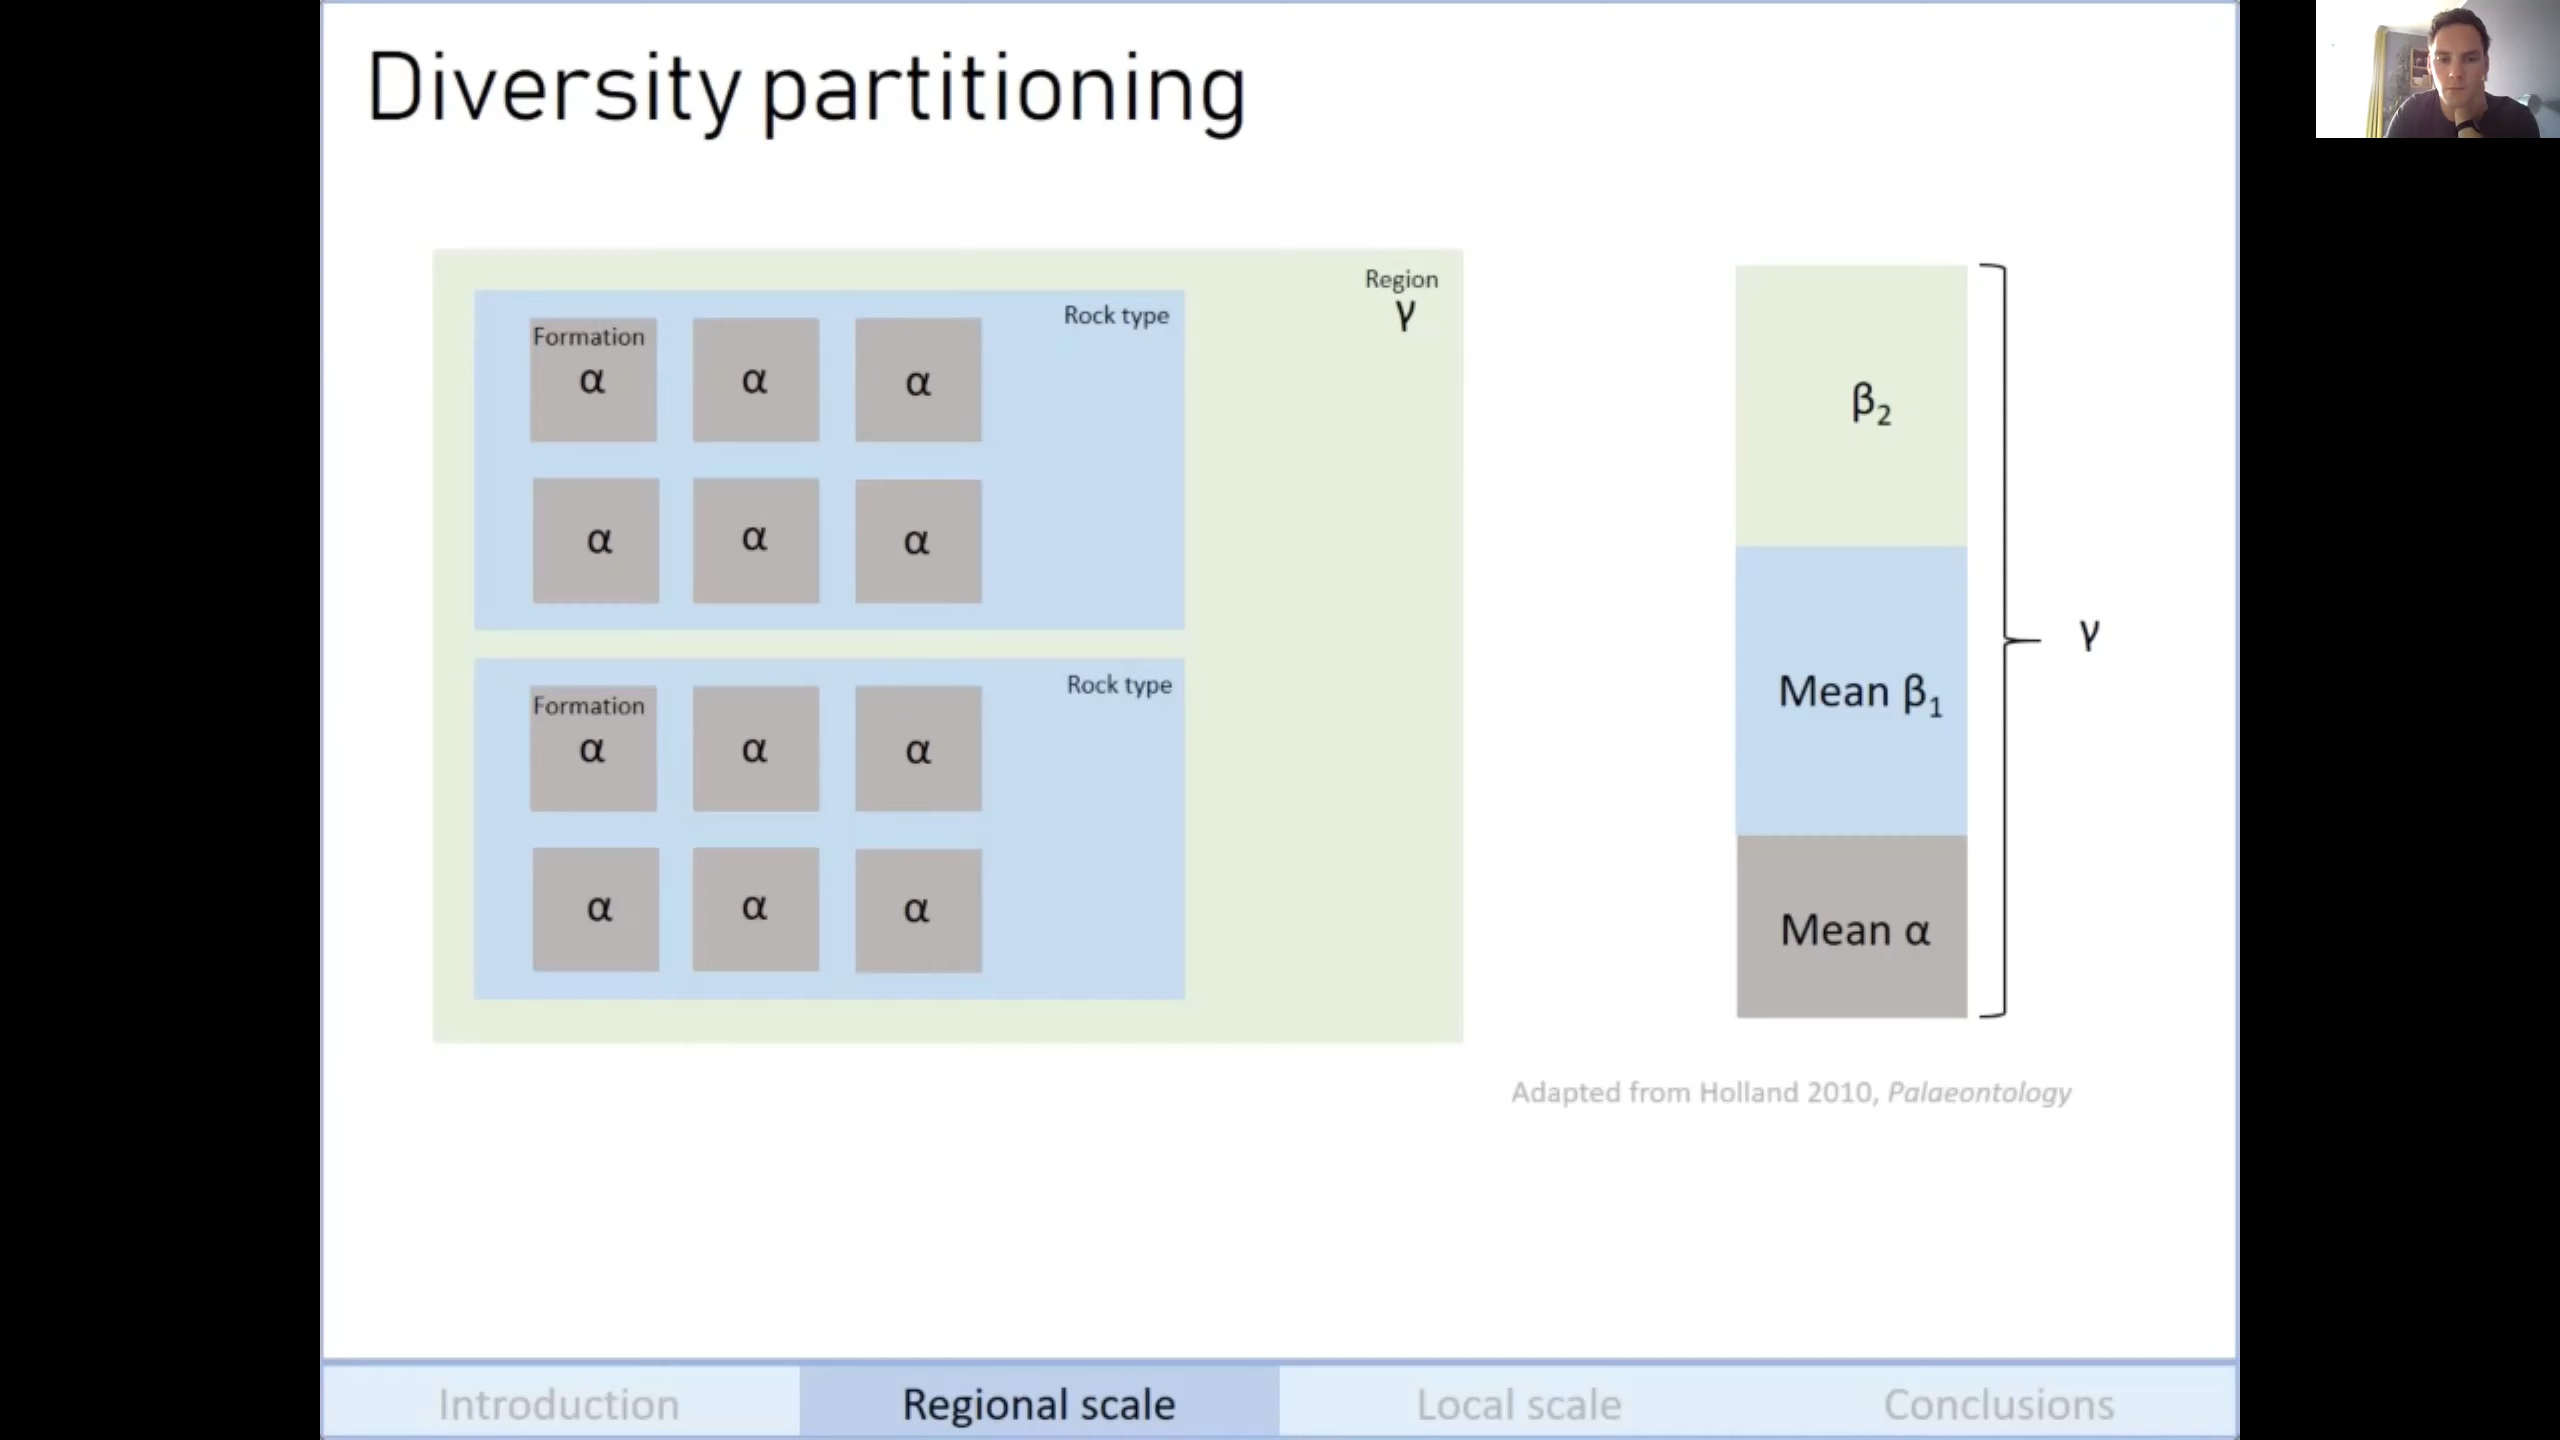 Diversity partitioning
Region
γ
Rock type
Formation
α α α
α α α
Rock type
Formation
α α α
α α α
β2
Mean β1
Mean α
γ
Adapted from Holland 2010, Palaeontology
Introduction Regional scale Local scale Conclusions